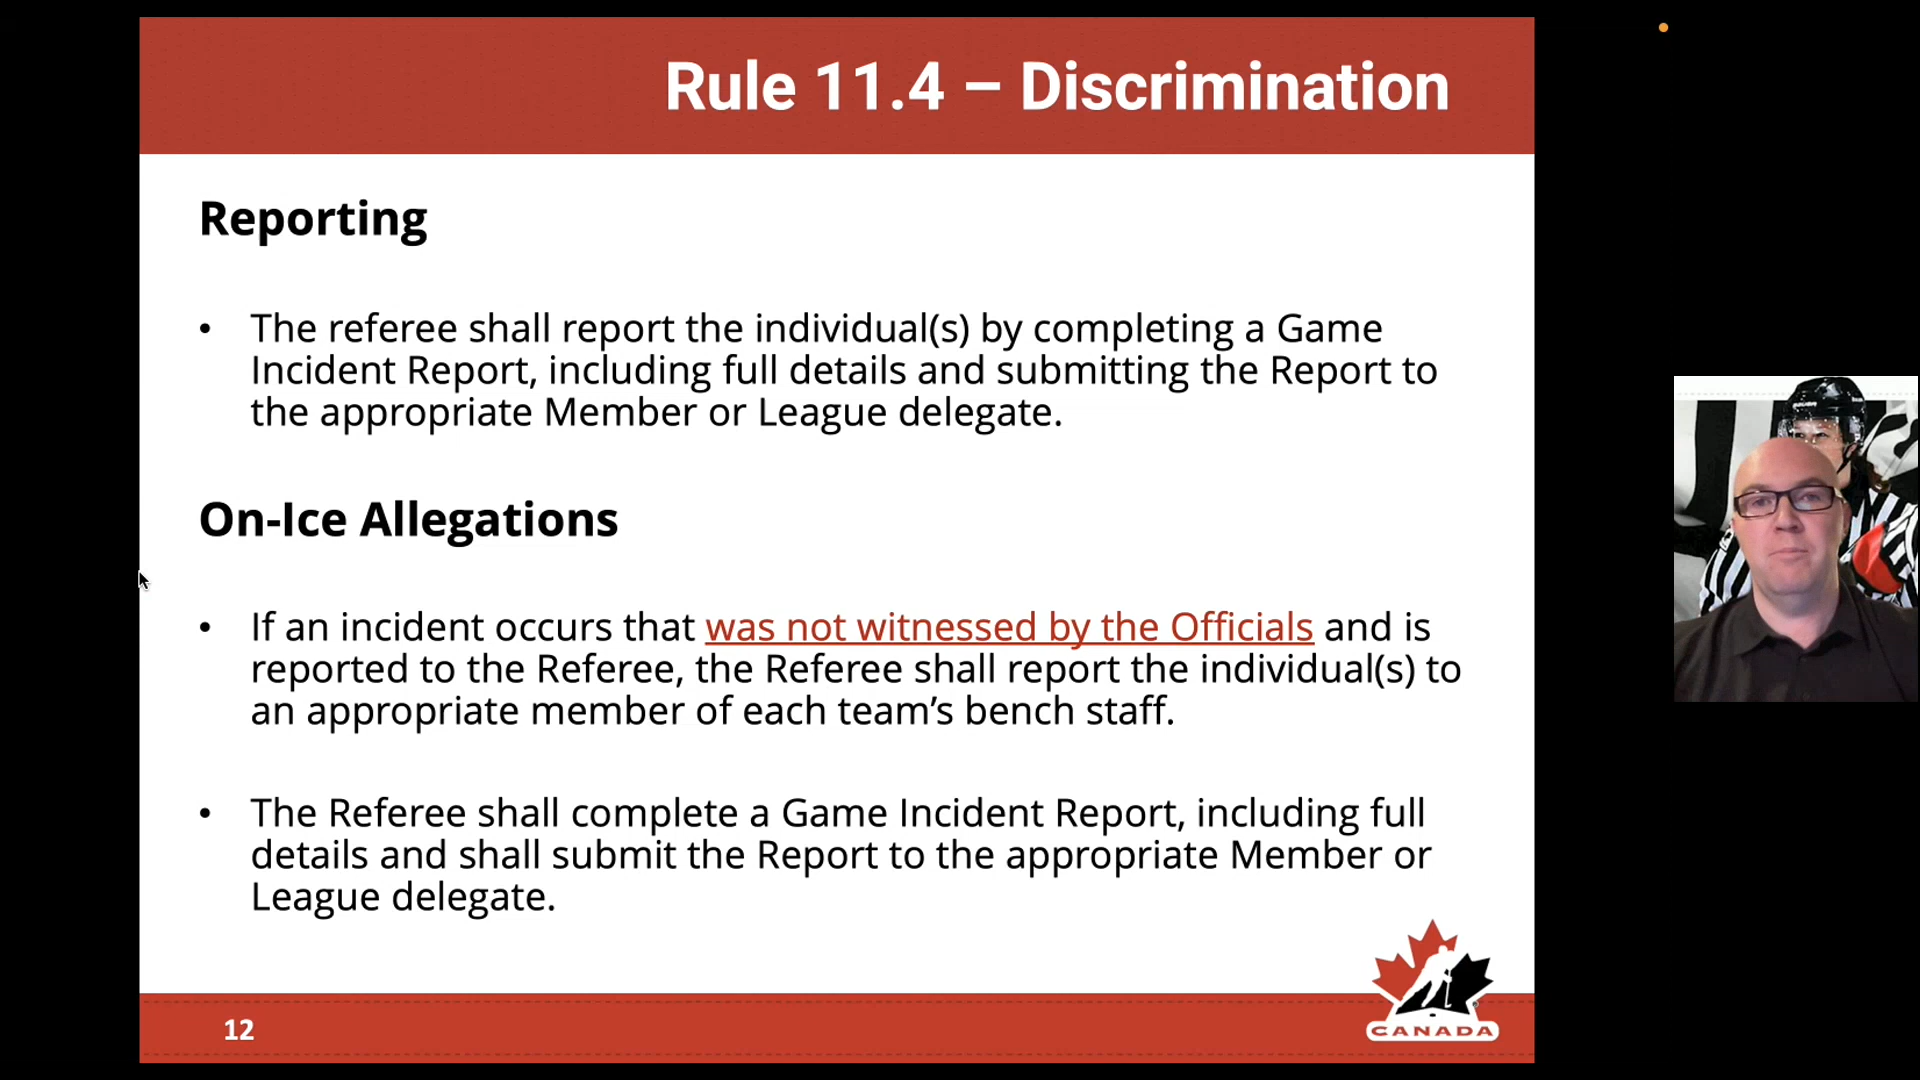 Rule 11.4 – Discrimination
Reporting
• The referee shall report the individual(s) by completing a Game
Incident Report, including full details and submitting the Report to
the appropriate Member or League delegate.
On-Ice Allegations
• If an incident occurs that was not witnessed by the Officials and is
reported to the Referee, the Referee shall report the individual(s) to
an appropriate member of each team’s bench staff.
• The Referee shall complete a Game Incident Report, including full
details and shall submit the Report to the appropriate Member or
League delegate.
CANADA
12